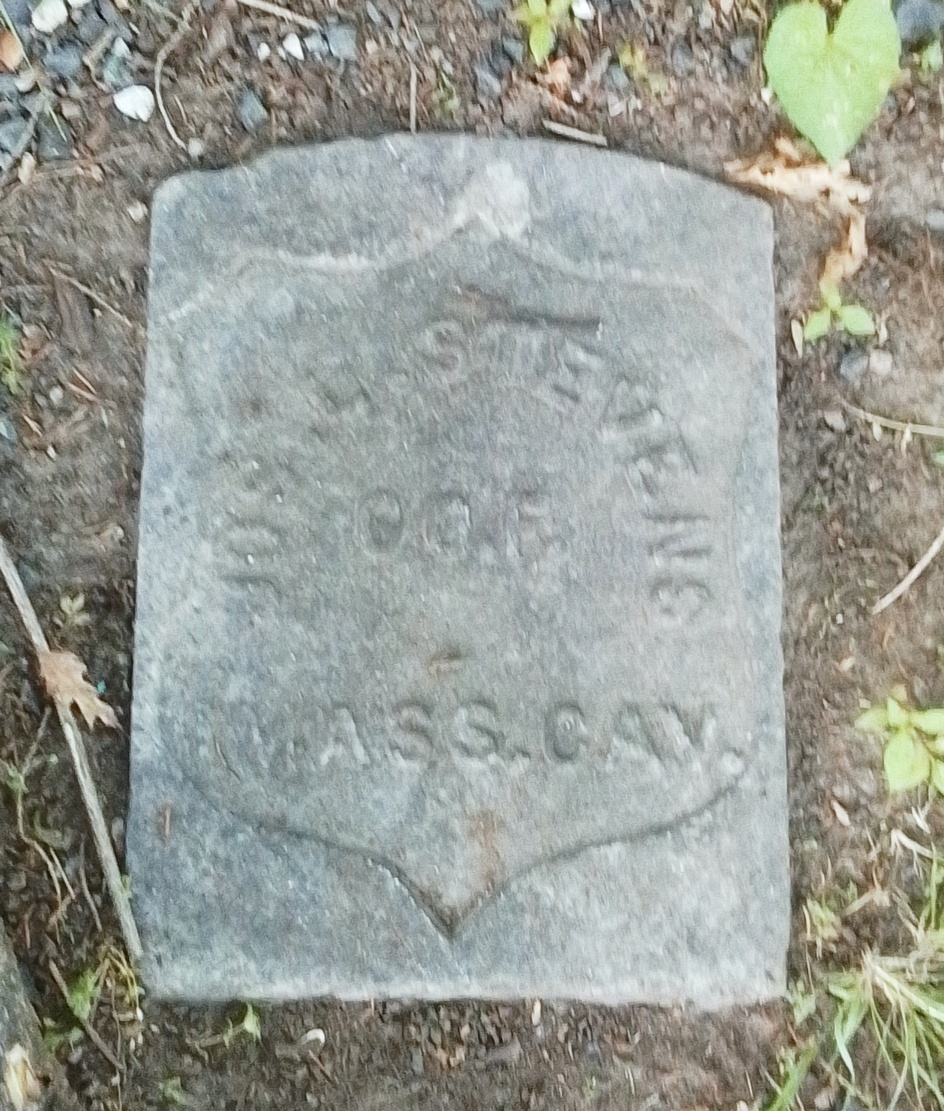 L. STEVENS
CO. E.
MASS. CAV.